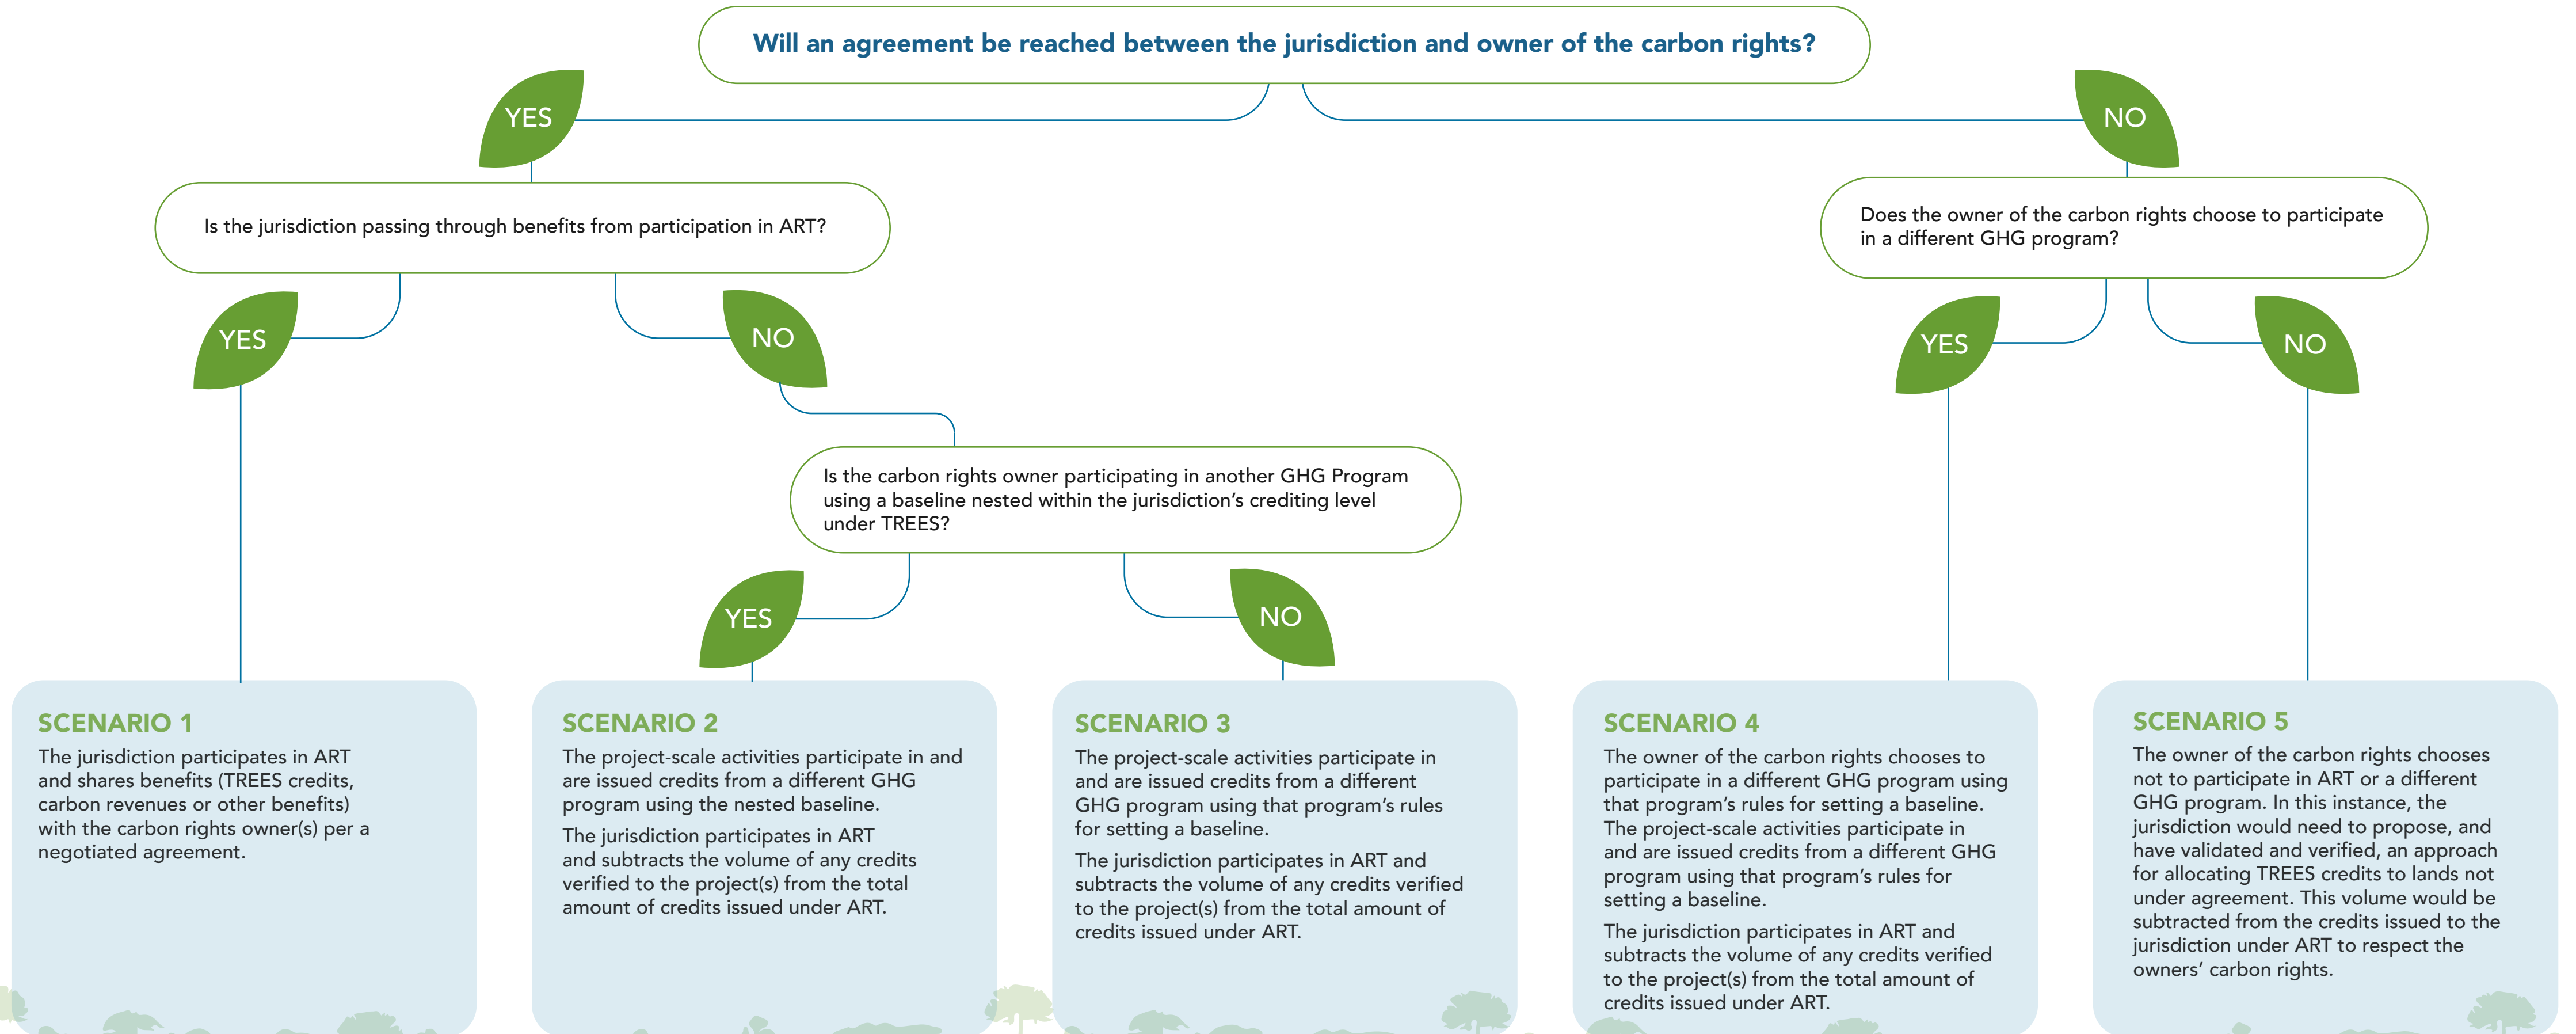 Will an agreement be reached between the jurisdiction and owner of the carbon rights?
YES
NO
Is the jurisdiction passing through benefits from participation in ART?
Does the owner of the carbon rights choose to participate
in a different GHG program?
YES
NO
YES
NO
Is the carbon rights owner participating in another GHG Program
using a baseline nested within the jurisdiction’s crediting level
under TREES?
YES
NO
SCENARIO 1
The jurisdiction participates in ART
and shares benefits (TREES credits,
carbon revenues or other benefits)
with the carbon rights owner(s) per a
negotiated agreement.
SCENARIO 2
The project-scale activities participate in and
are issued credits from a different GHG
program using the nested baseline.
The jurisdiction participates in ART
and subtracts the volume of any credits
verified to the project(s) from the total
amount of credits issued under ART.
SCENARIO 3
The project-scale activities participate in
and are issued credits from a different
GHG program using that program’s rules
for setting a baseline.
The jurisdiction participates in ART and
subtracts the volume of any credits verified
to the project(s) from the total amount of
credits issued under ART.
SCENARIO 4
The owner of the carbon rights chooses to
participate in a different GHG program using
that program’s rules for setting a baseline.
The project-scale activities participate in
and are issued credits from a different GHG
program using that program’s rules for
setting a baseline.
The jurisdiction participates in ART and
subtracts the volume of any credits verified
to the project(s) from the total amount of
credits issued under ART.
SCENARIO 5
The owner of the carbon rights chooses
not to participate in ART or a different
GHG program. In this instance, the
jurisdiction would need to propose, and
have validated and verified, an approach
for allocating TREES credits to lands not
under agreement. This volume would be
subtracted from the credits issued to the
jurisdiction under ART to respect the
owners’ carbon rights.